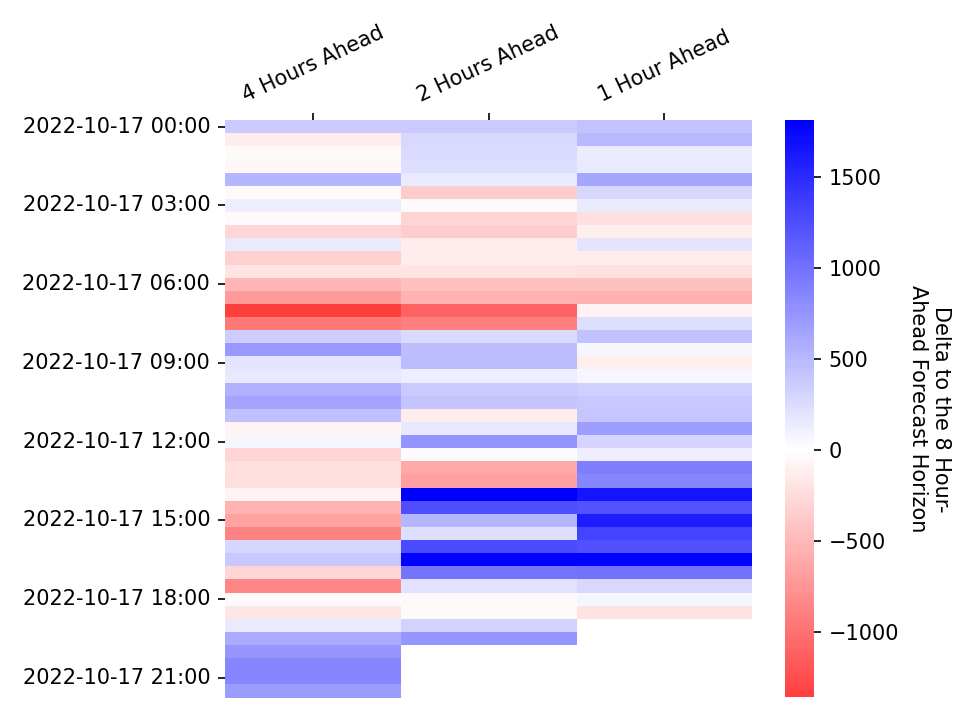 4 Hours Ahead
2 Hours Ahead
1 Hour Ahead
2022-10-17 00:00
2022-10-17 03:00
2022-10-17 06:00
2022-10-17 09:00
2022-10-17 12:00
2022-10-17 15:00
2022-10-17 18:00
2022-10-17 21:00
1500
1000
500
0
−500
−1000
Delta to the 8 Hour-
Ahead Forecast Horizon